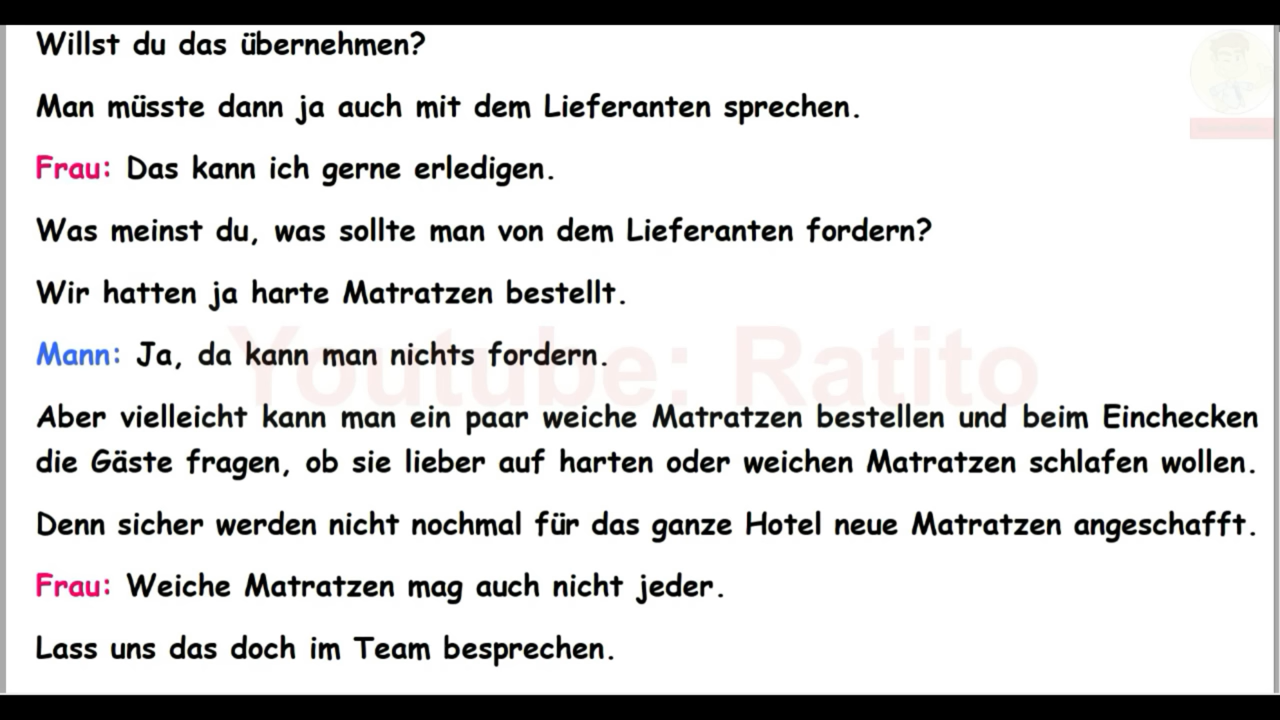 Willst du das übernehmen?
Man müsste dann ja auch mit dem Lieferanten sprechen.
Frau: Das kann ich gerne erledigen.
Was meinst du, was sollte man von dem Lieferanten fordern?
Wir hatten ja harte Matratzen bestellt.
Youtube: Ratito
Mann: Ja, da kann man nichts fordern.
Aber vielleicht kann man ein paar weiche Matratzen bestellen und beim Einchecken
die Gäste fragen, ob sie lieber auf harten oder weichen Matratzen schlafen wollen.
Denn sicher werden nicht nochmal für das ganze Hotel neue Matratzen angeschafft.
Frau: Weiche Matratzen mag auch nicht jeder.
Lass uns das doch im Team besprechen.